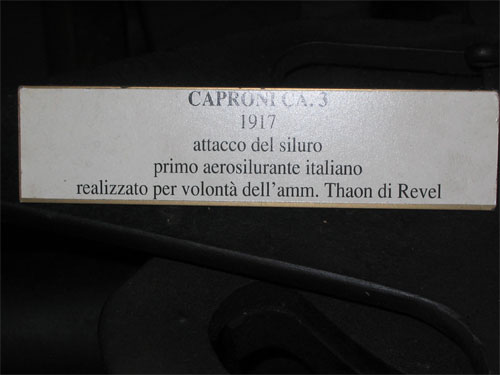 CAPRONI CA. 3
1917
attacco del siluro
primo aerosilurante italiano
realizzato per volontà dell'amm. Thaon di Revel